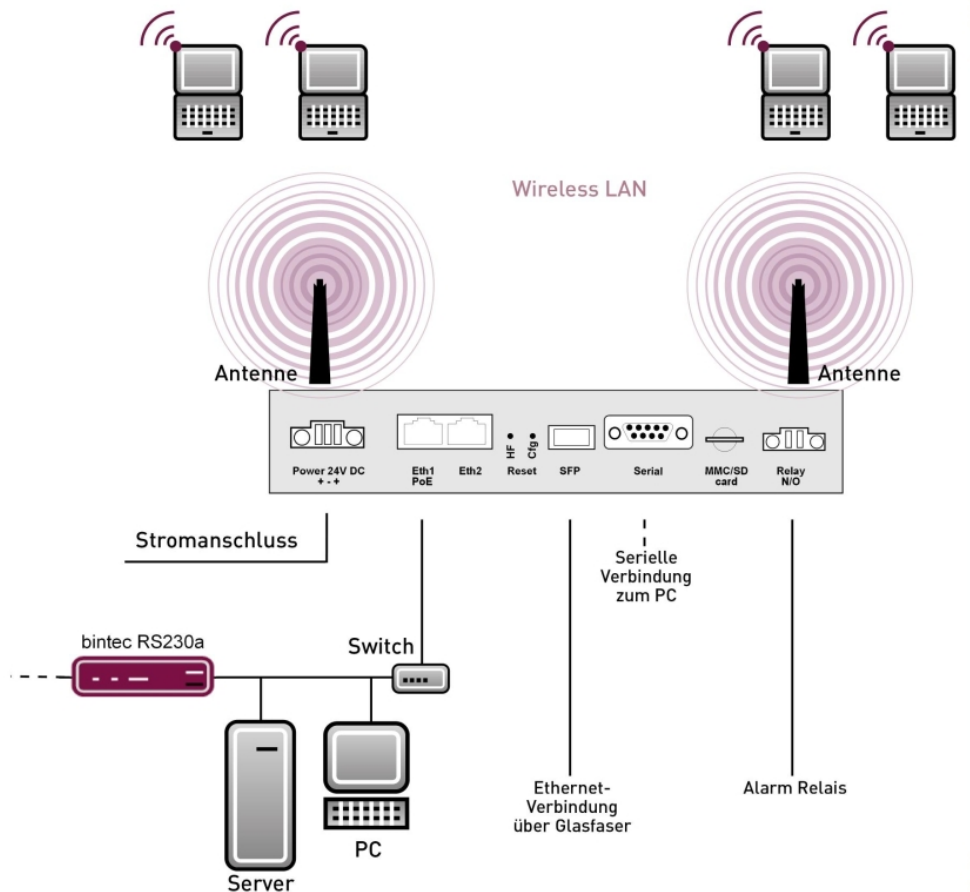 Wireless LAN
Antenne
Antenne
Power 24V DC
+ - +
Eth1
PoE
Eth2
HF
Reset
Cfg
SFP
Serial
MMC/SD
card
Relay
N/O
Stromanschluss
Serielle
Verbindung
zum PC
bintec RS230a
Switch
Ethernet-
Verbindung
über Glasfaser
Alarm Relais
PC
Server